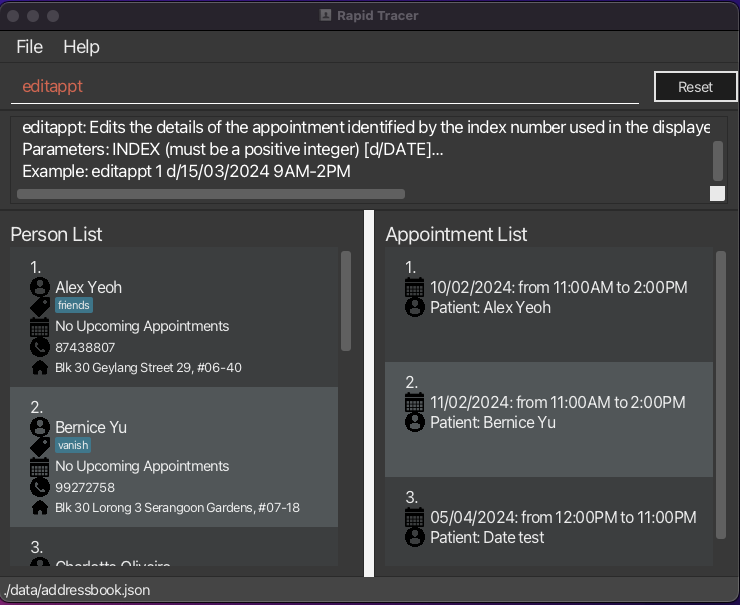 Rapid Tracer
File Help
editappt
Reset
editappt: Edits the details of the appointment identified by the index number used in the displaye
Parameters: INDEX (must be a positive integer) [d/DATE]...
Example: editappt 1 d/15/03/2024 9AM-2PM
Person List
1.
Alex Yeoh
friends
No Upcoming Appointments
87438807
Blk 30 Geylang Street 29, #06-40
2.
Bernice Yu
vanish
No Upcoming Appointments
99272758
Blk 30 Lorong 3 Serangoon Gardens, #07-18
3.
Charlotte Oliveiro
Appointment List
1.
10/02/2024: from 11:00AM to 2:00PM
Patient: Alex Yeoh
2.
11/02/2024: from 11:00AM to 2:00PM
Patient: Bernice Yu
3.
05/04/2024: from 12:00PM to 11:00PM
Patient: Date test
./data/addressbook.json